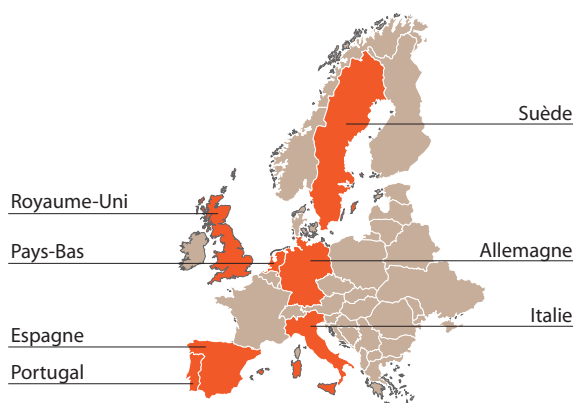 Suède
Royaume-Uni
Pays-Bas
Allemagne
Italie
Espagne
Portugal